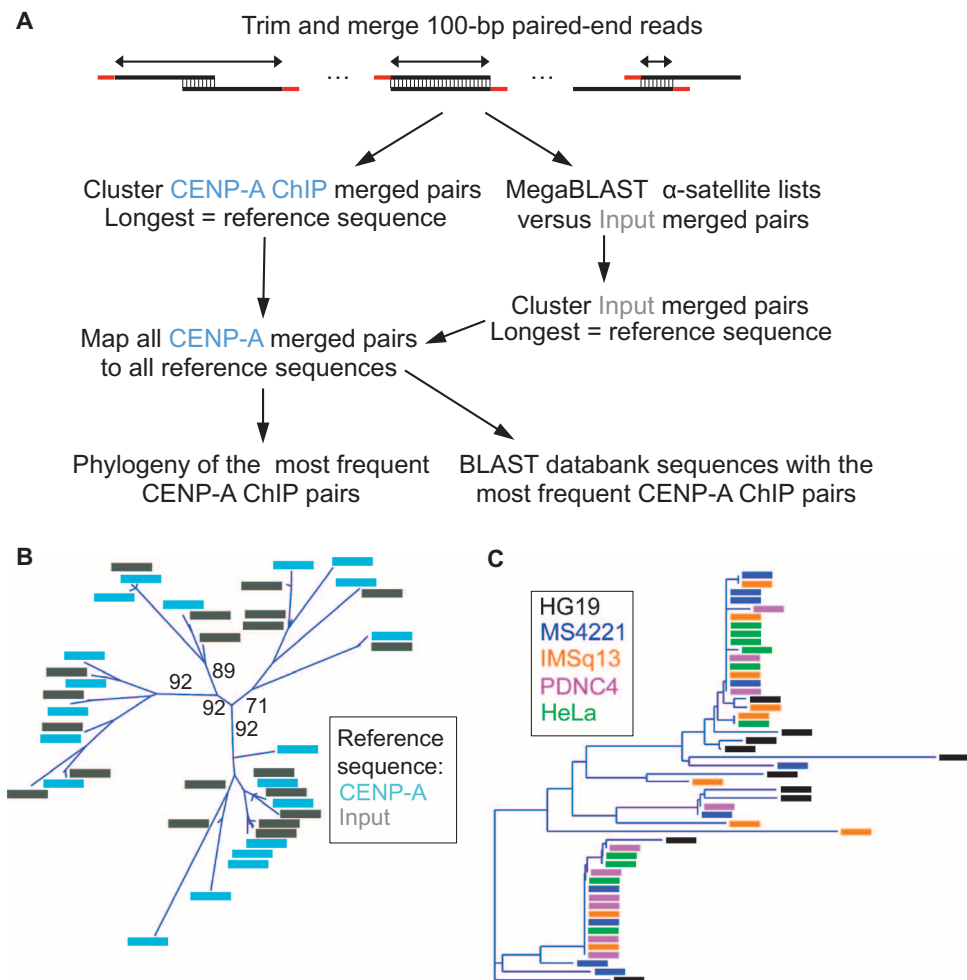 A
Trim and merge 100-bp paired-end reads
... ...
Cluster CENP-A ChIP merged pairs
Longest = reference sequence
MegaBLAST α-satellite lists
versus Input merged pairs
Cluster Input merged pairs
Longest = reference sequence
Map all CENP-A merged pairs
to all reference sequences
Phylogeny of the most frequent
CENP-A ChIP pairs
BLAST databank sequences with the
most frequent CENP-A ChIP pairs
B
89
92
92
71
92
Reference
sequence:
CENP-A
Input
C
HG19
MS4221
IMSq13
PDNC4
HeLa